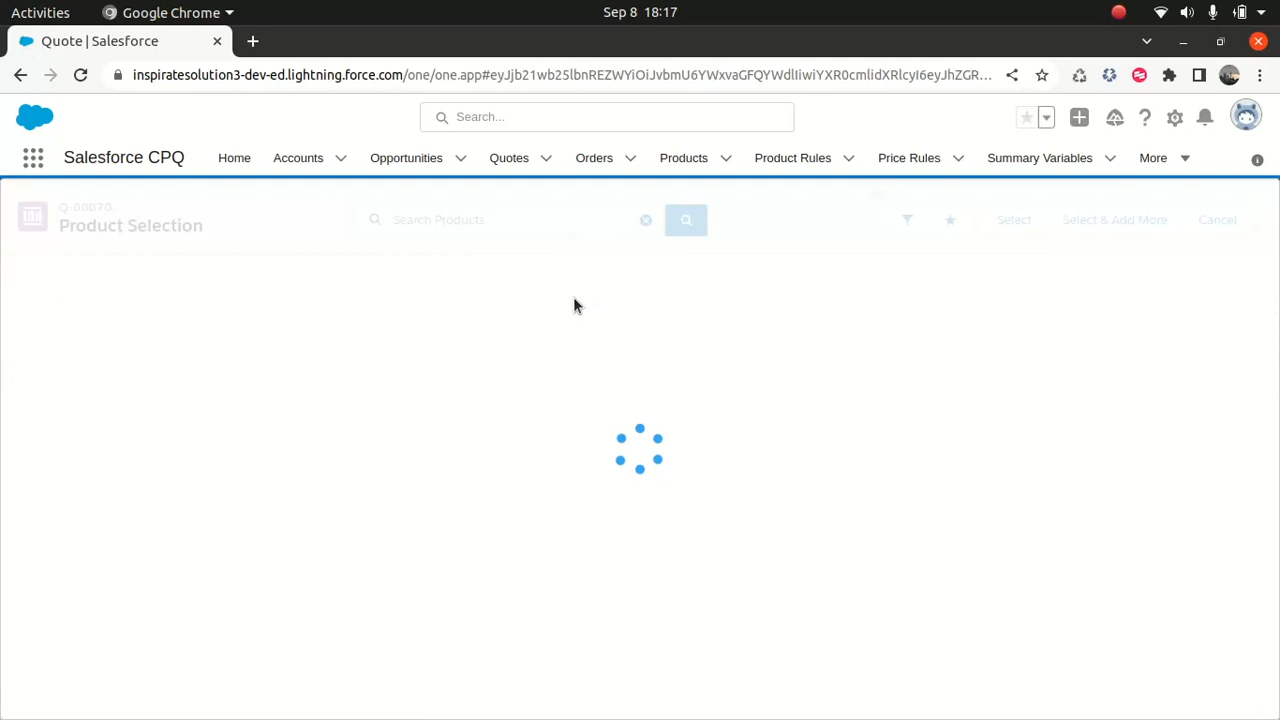 Activities Google Chrome Sep 8 18:17
Quote | Salesforce
inspiratesolution3-dev-ed.lightning.force.com/one/one.app#eyJjb21wb25lbnREZWYiOiJvbmU6YWxvaGFQYWdlIiwiYXR0cmlidXRlcyI6eyJhZGR...
Search...
Salesforce CPQ Home Accounts Opportunities Quotes Orders Products Product Rules Price Rules Summary Variables More
Q-00070
Product Selection Search Products Select Select & Add More Cancel